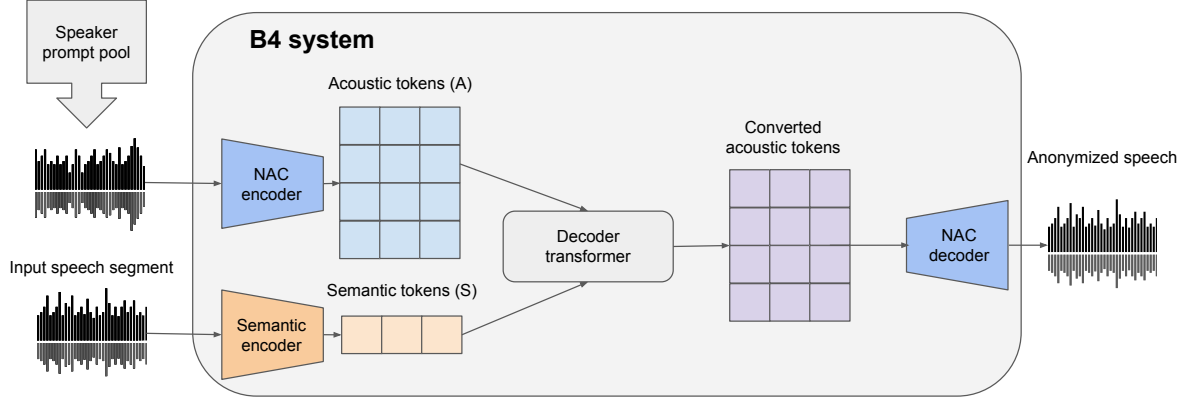 Speaker
prompt pool
B4 system
Acoustic tokens (A)
NAC
encoder
Input speech segment
Semantic tokens (S)
Semantic
encoder
Decoder
transformer
Converted
acoustic tokens
NAC
decoder
Anonymized speech